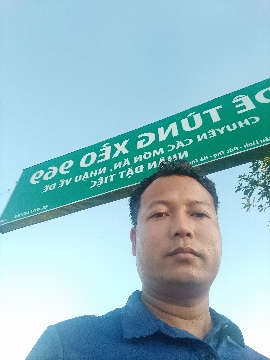 DÊ TÙNG XẺO 969
CHUYÊN CÁC MÓN ĂN, NHẬU VỀ DÊ
NHẬN ĐẶT TIỆC